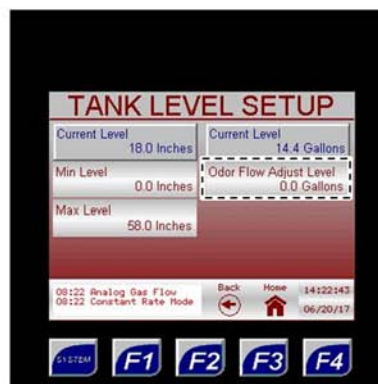 TANK LEVEL SETUP
Current Level
18.0 Inches
Current Level
14.4 Gallons
Min Level
0.0 Inches
Odor Flow Adjust Level
0.0 Gallons
Max Level
58.0 Inches
08:22 Analog Gas Flow
08:22 Constant Rate Mode
Back
Home
14:22:43
06/20/17
SYSTEM
F1
F2
F3
F4